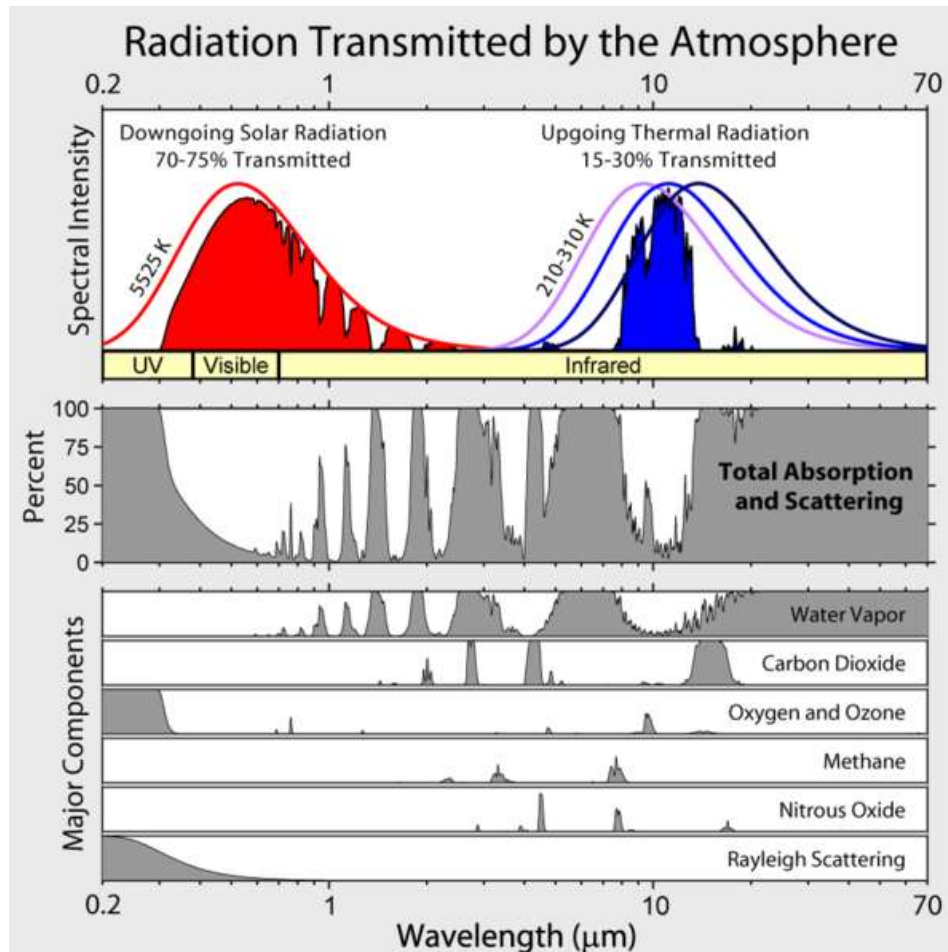 Radiation Transmitted by the Atmosphere
0.2 1 10 70
Downgoing Solar Radiation
70-75% Transmitted
Upgoing Thermal Radiation
15-30% Transmitted
Spectral Intensity
5525 K
210-310 K
UV Visible Infrared
Percent
100
75
50
25
0
Total Absorption
and Scattering
Major Components
Water Vapor
Carbon Dioxide
Oxygen and Ozone
Methane
Nitrous Oxide
Rayleigh Scattering
0.2 1 10 70
Wavelength (μm)